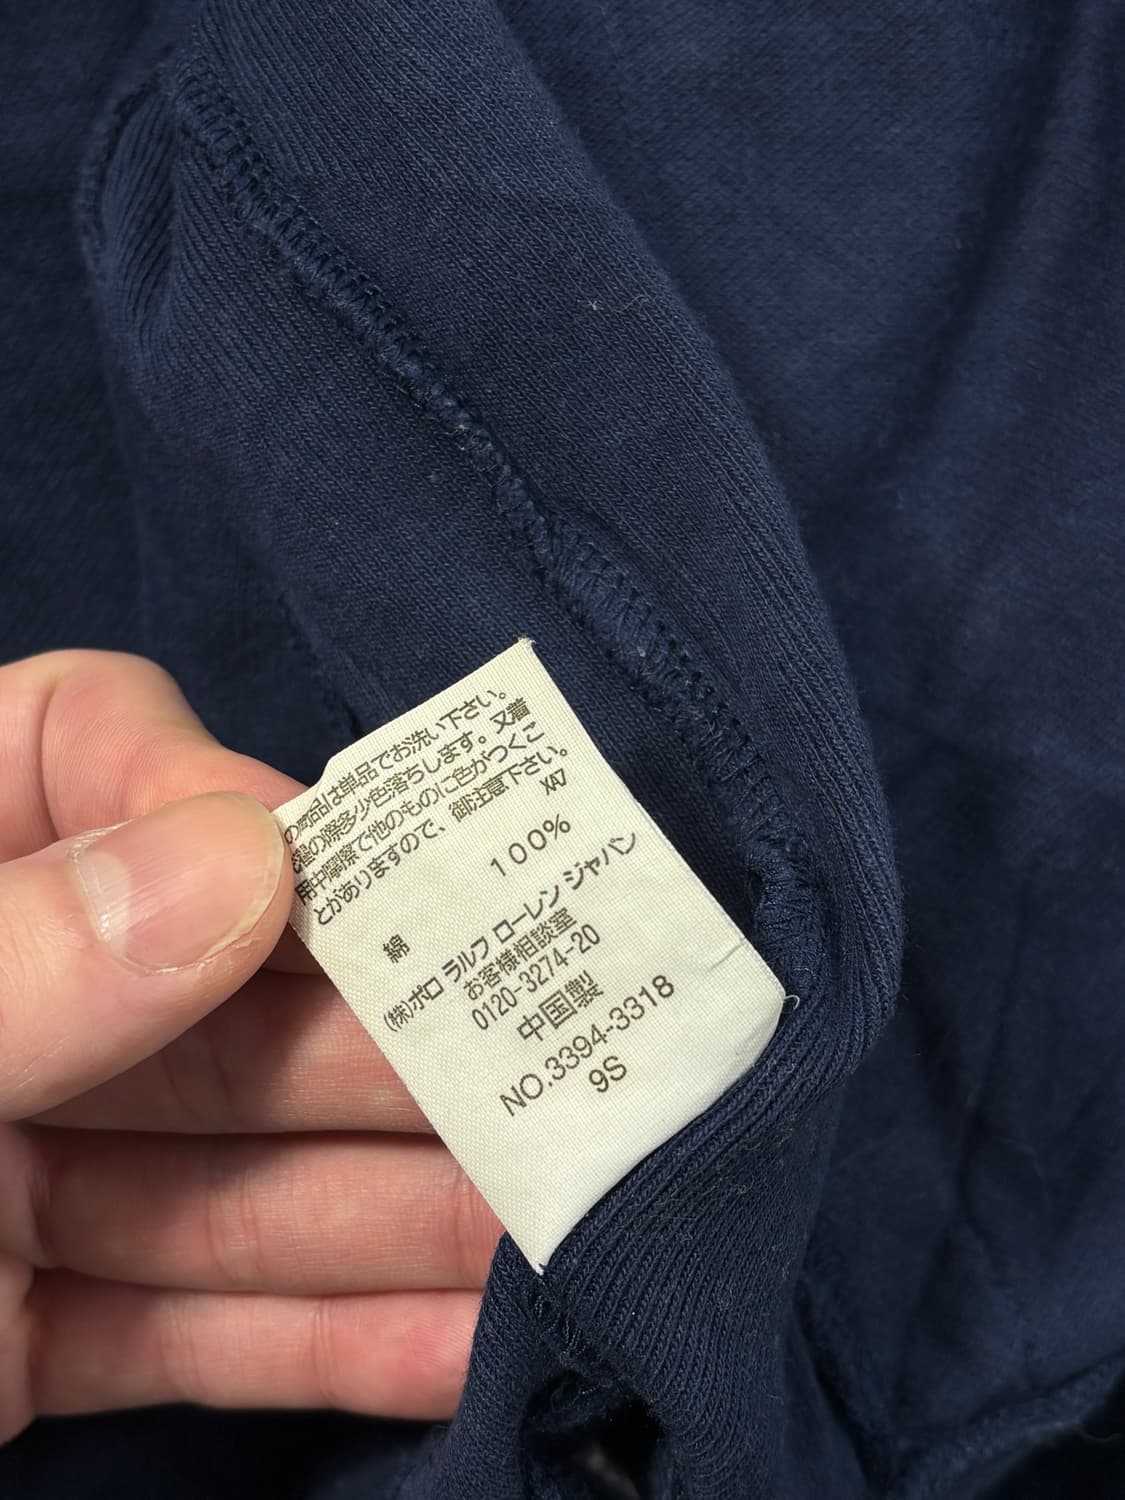 の商品は単品でお洗い下さい。
の際多少色落ちします。又着
用中摩擦で他のものに色がつくこ
とがありますので、御注意下さい。
XA7
綿 100%
(株)ポロ ラルフ ローレン ジャパン
お客様相談室
0120-3274-20
中国製
NO.3394-3318
9S